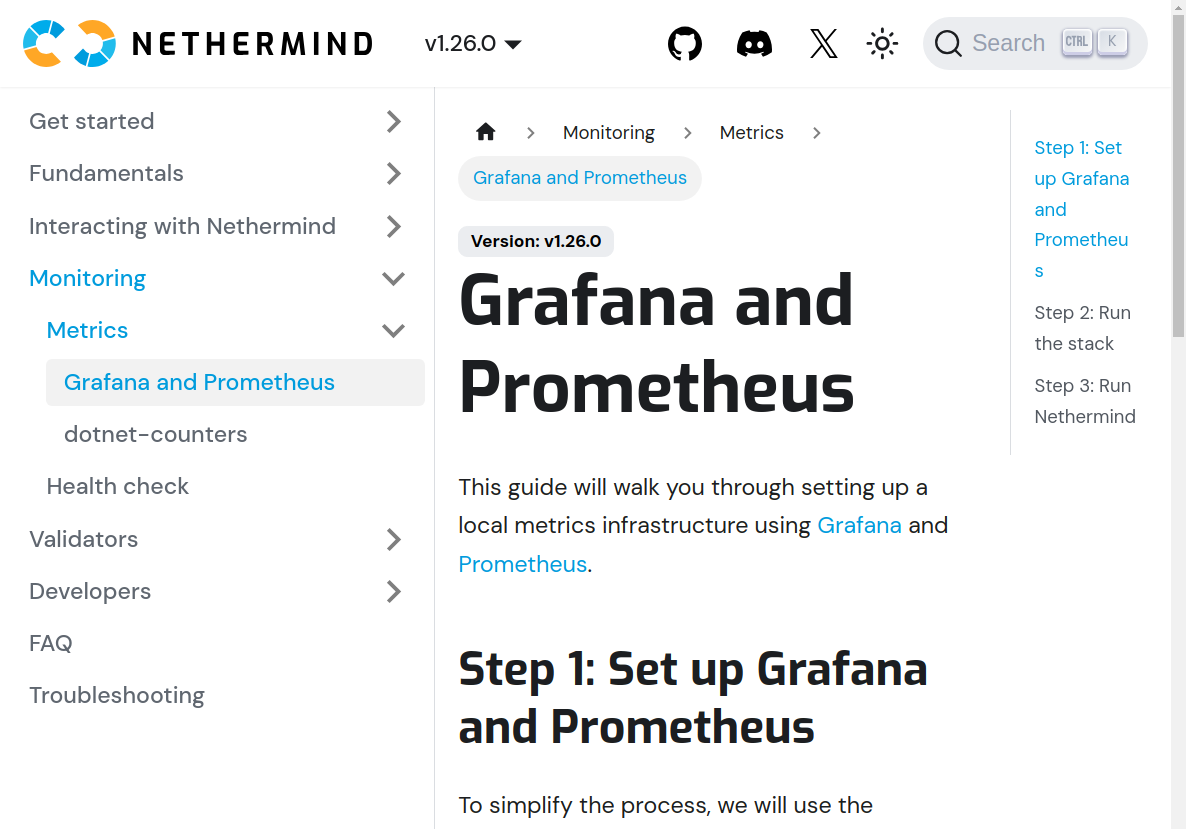 NETHERMIND
v1.26.0
Search
CTRL
K
Get started
Fundamentals
Interacting with Nethermind
Monitoring
Metrics
Grafana and Prometheus
dotnet-counters
Health check
Validators
Developers
FAQ
Troubleshooting
Monitoring
Metrics
Grafana and Prometheus
Version: v1.26.0
Grafana and
Prometheus
This guide will walk you through setting up a
local metrics infrastructure using Grafana and
Prometheus.
Step 1: Set up Grafana
and Prometheus
To simplify the process, we will use the
Step 1: Set
up Grafana
and
Prometheu
s
Step 2: Run
the stack
Step 3: Run
Nethermind